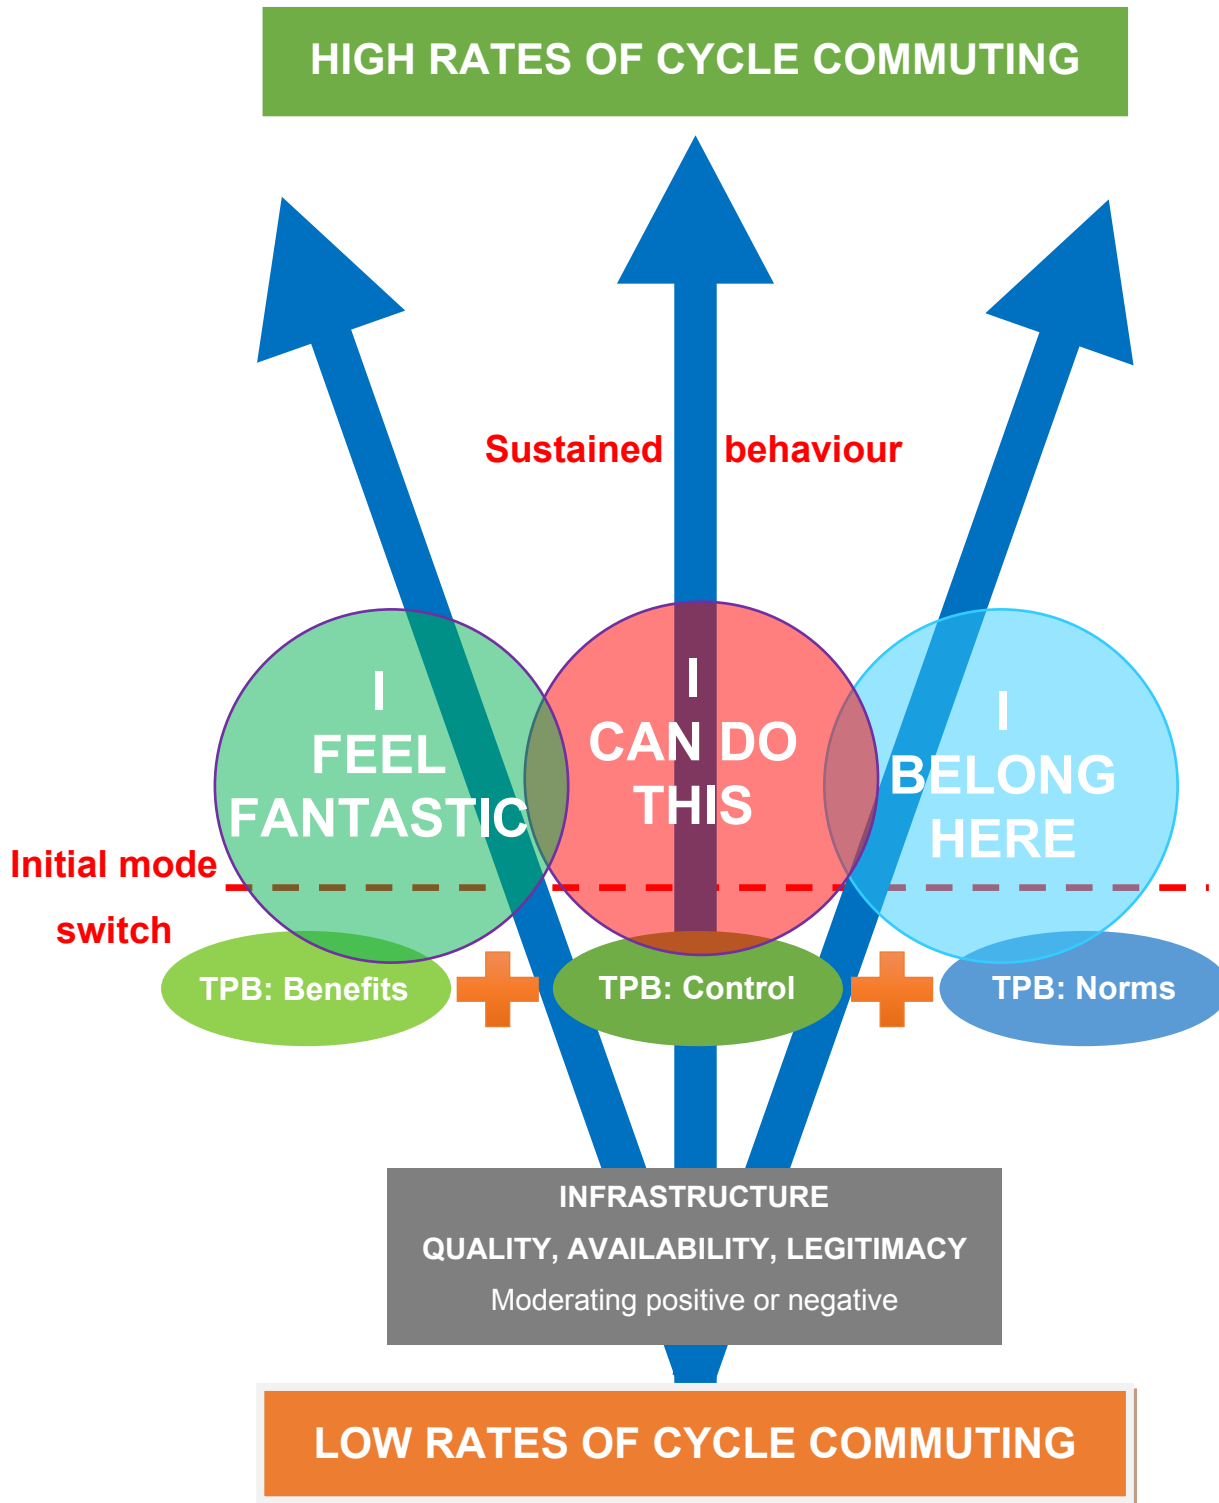 HIGH RATES OF CYCLE COMMUTING
Sustained behaviour
I
FEEL
FANTASTIC
I
CAN DO
THIS
I
BELONG
HERE
Initial mode
switch
TPB: Benefits
TPB: Control
TPB: Norms
INFRASTRUCTURE
QUALITY, AVAILABILITY, LEGITIMACY
Moderating positive or negative
LOW RATES OF CYCLE COMMUTING